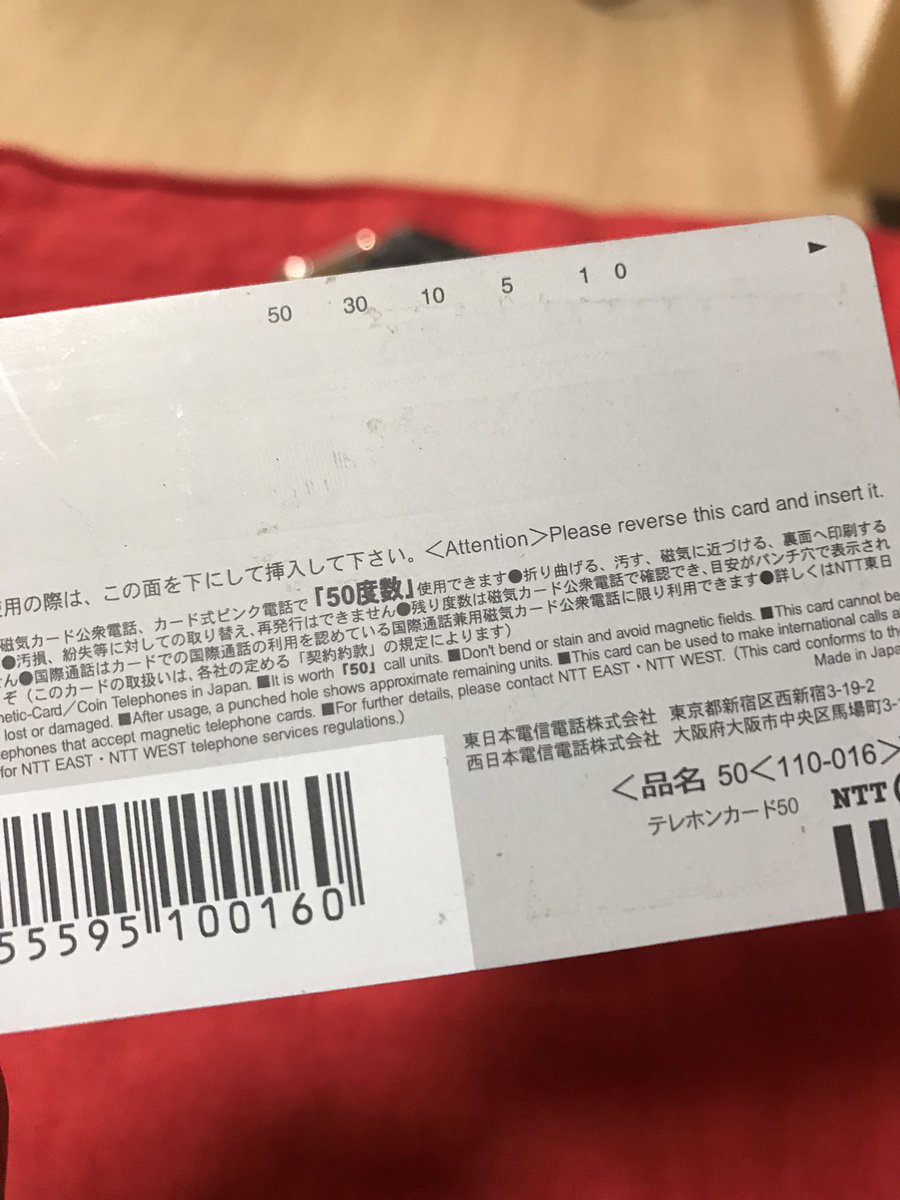 50 30 10 5 1 0
用の際は、この面を下にして挿入して下さい。<Attention>Please reverse this card and insert it.
磁気カード公衆電話、カード式ピンク電話で「50度数」使用できます●折り曲げる、汚す、磁気に近づける、裏面へ印刷する
●汚損、紛失等に対しての取り替え、再発行はできません●残り度数は磁気カード公衆電話で確認でき、目安がパンチ穴で表示され
ん●国際通話はカードでの国際通話の利用を認めている国際通話兼用磁気カード公衆電話に限り利用できます●詳しくはNTT東日
ぞ(このカードの取扱いは、各社の定める「契約約款」の規定によります)
netic-Card/Coin Telephones in Japan. ■It is worth「50」call units. ■Don't bend or stain and avoid magnetic fields. ■This card cannot be
lost or damaged. ■After usage, a punched hole shows approximate remaining units. ■This card can be used to make international calls a
ephones that accept magnetic telephone cards. ■For further details, please contact NTT EAST・NTT WEST. (This card conforms to the
for NTT EAST・NTT WEST telephone services regulations.)
Made in Japa
東日本電信電話株式会社 東京都新宿区西新宿3-19-2
西日本電信電話株式会社 大阪府大阪市中央区馬場町3-
<品名 50<110-016>
テレホンカード50
NTT
55595 100160